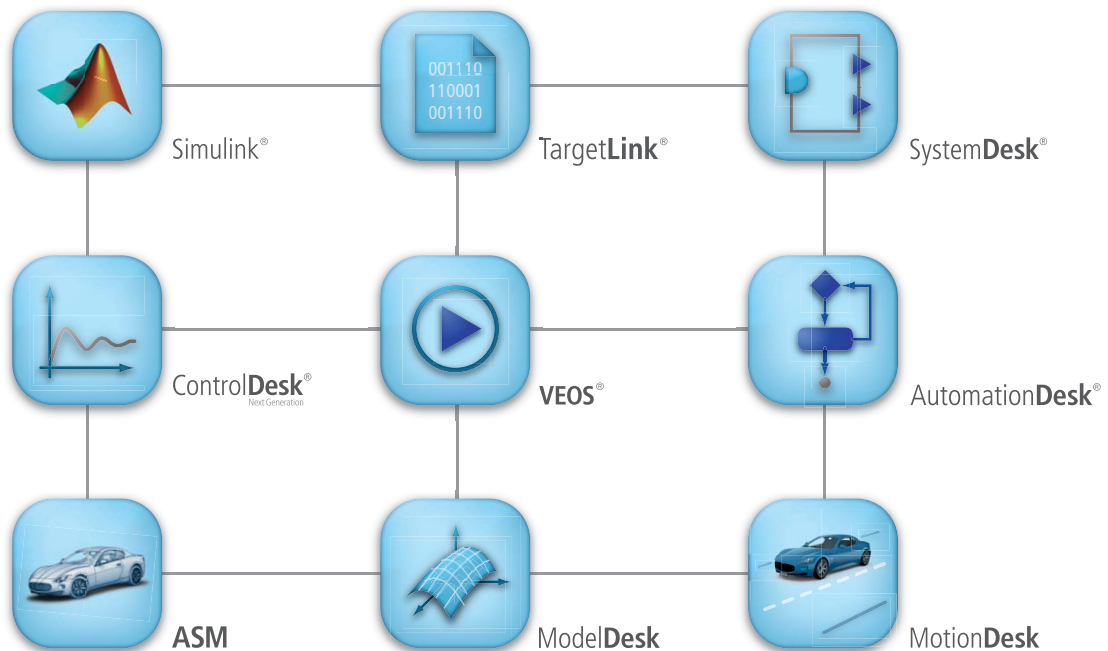 001110
110001
001110
Simulink®
TargetLink®
SystemDesk®
ControlDesk®
Next Generation
VEOS®
AutomationDesk®
ASM
ModelDesk
MotionDesk